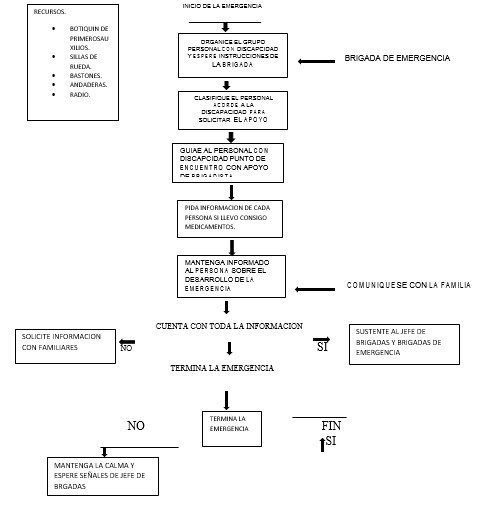 RECURSOS.
• BOTIQUIN DE
PRIMEROSAU
XILIOS.
• SILLAS DE
RUEDA.
• BASTONES.
• ANDADERAS.
• RADIO.
INICIO DE LA EMERGENCIA
ORGANICE EL GRUPO
PERSONAL CON DISCAPCIDAD
Y ESPERE INSTRUCCIONES DE
LA BRIGADA
BRIGADA DE EMERGENCIA
CLASIFIQUE EL PERSONAL
ACORDE A LA
DISCAPACIDAD PARA
SOLICITAR EL APOYO
GUIAE AL PERSONAL CON
DISCAPCIDAD PUNTO DE
ENCUENTRO CON APOYO
DE BRIGADISTA
PIDA INFORMACION DE CADA
PERSONA SI LLEVO CONSIGO
MEDICAMENTOS.
MANTENGA INFORMADO
AL PERSONA SOBRE EL
DESARROLLO DE LA
EMERGENCIA
COMUNIQUESE CON LA FAMILIA
CUENTA CON TODA LA INFORMACION
SOLICITE INFORMACION
CON FAMILIARES
NO
SI
SUSTENTE AL JEFE DE
BRIGADAS Y BRIGADAS DE
EMERGENCIA
TERMINA LA EMERGENCIA
TERMINA LA
EMERGENCIA
NO
FIN
SI
MANTENGA LA CALMA Y
ESPERE SEÑALES DE JEFE DE
BRGADAS